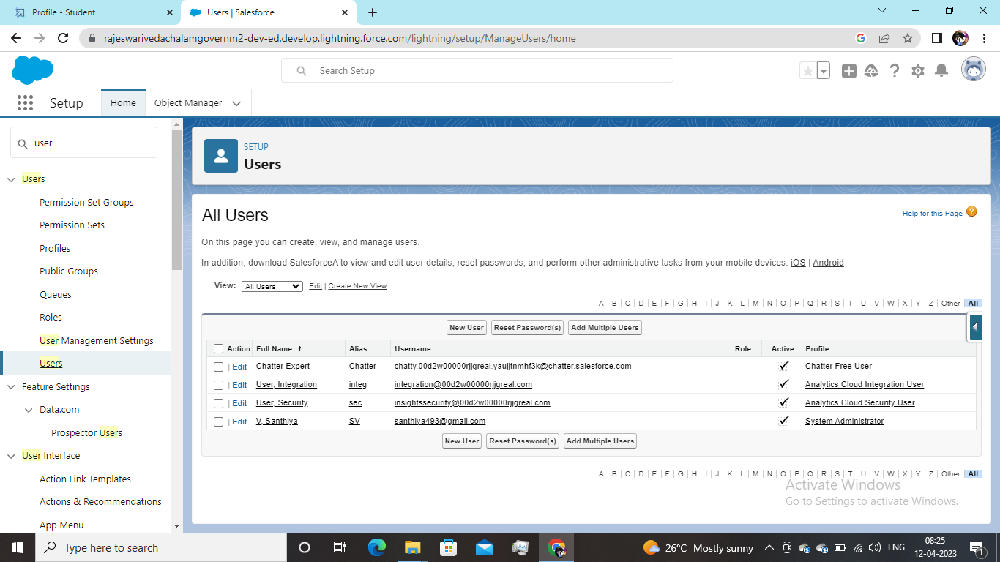 Profile - Student
Users | Salesforce
rajeswarivedachalamgovernm2-dev-ed.develop.lightning.force.com/lightning/setup/ManageUsers/home
Search Setup
Setup
Home
Object Manager
user
Users
Permission Set Groups
Permission Sets
Profiles
Public Groups
Queues
Roles
User Management Settings
Users
Feature Settings
Data.com
Prospector Users
User Interface
Action Link Templates
Actions & Recommendations
App Menu
SETUP
Users
All Users
Help for this Page
On this page you can create, view, and manage users.
In addition, download SalesforceA to view and edit user details, reset passwords, and perform other administrative tasks from your mobile devices: iOS | Android
View: All Users Edit | Create New View
A | B | C | D | E | F | G | H | I | J | K | L | M | N | O | P | Q | R | S | T | U | V | W | X | Y | Z | Other All
New User Reset Password(s) Add Multiple Users
Action Full Name Alias Username Role Active Profile
| Edit Chatter Expert Chatter chatty.00d2w00000rjjgreal.yaujjtnmhf3k@chatter.salesforce.com Chatter Free User
| Edit User, Integration integ integration@00d2w00000rjjgreal.com Analytics Cloud Integration User
| Edit User, Security sec insightssecurity@00d2w00000rjjgreal.com Analytics Cloud Security User
| Edit V, Santhiya SV santhiya493@gmail.com System Administrator
New User Reset Password(s) Add Multiple Users
A | B | C | D | E | F | G | H | I | J | K | L | M | N | O | P | Q | R | S | T | U | V | W | X | Y | Z | Other All
Activate Windows
Go to Settings to activate Windows.
Type here to search
26°C Mostly sunny
ENG
08:25
12-04-2023
1